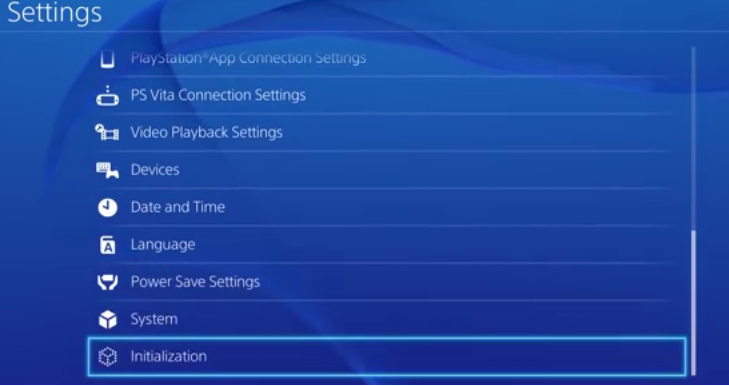 Settings
PlayStation®App Connection Settings
PS Vita Connection Settings
Video Playback Settings
Devices
Date and Time
Language
Power Save Settings
System
Initialization